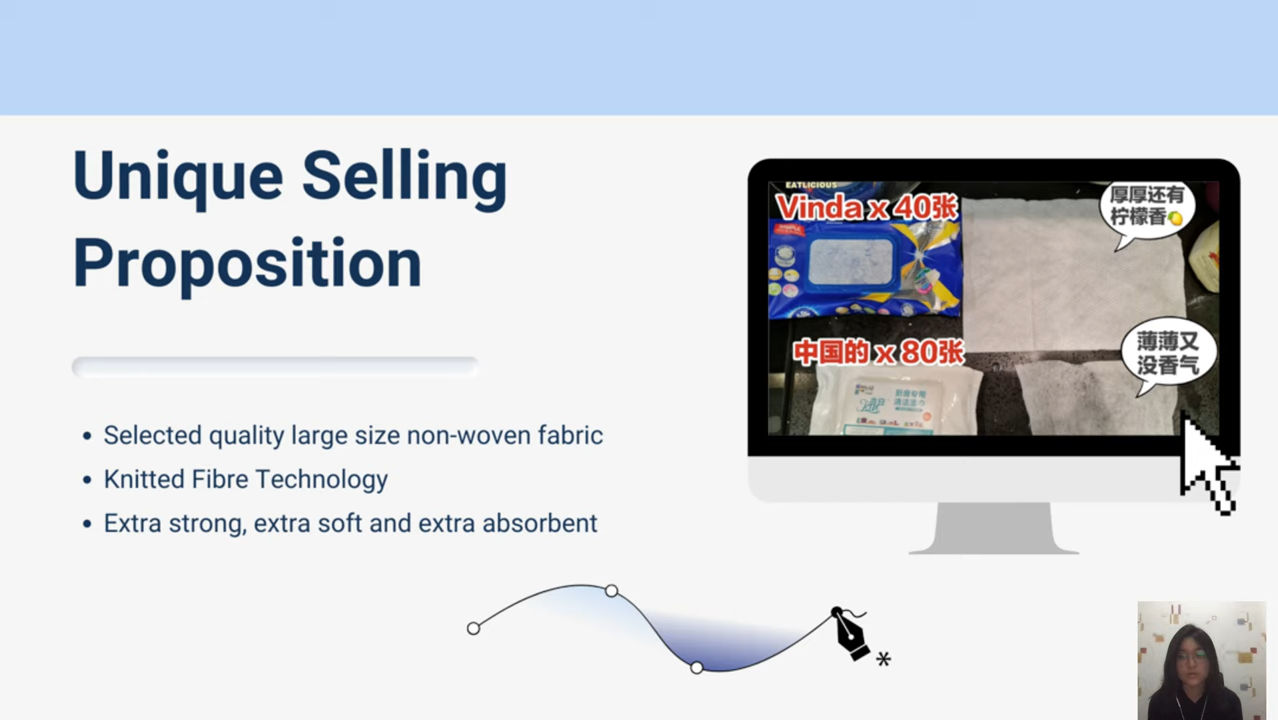 Unique Selling
Proposition
Selected quality large size non-woven fabric
Knitted Fibre Technology
Extra strong, extra soft and extra absorbent
EATLICIOUS
Vinda x 40张
厚厚还有
柠檬香🍋
中国的 x 80张
薄薄又
没香气